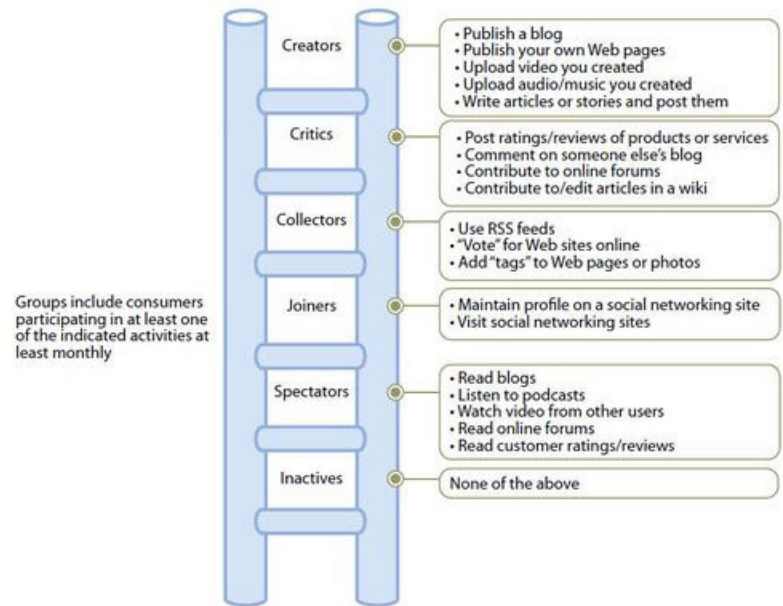 Creators
• Publish a blog
• Publish your own Web pages
• Upload video you created
• Upload audio/music you created
• Write articles or stories and post them
Critics
• Post ratings/reviews of products or services
• Comment on someone else's blog
• Contribute to online forums
• Contribute to/edit articles in a wiki
Collectors
• Use RSS feeds
• "Vote" for Web sites online
• Add "tags" to Web pages or photos
Groups include consumers
participating in at least one
of the indicated activities at
least monthly
Joiners
• Maintain profile on a social networking site
• Visit social networking sites
Spectators
• Read blogs
• Listen to podcasts
• Watch video from other users
• Read online forums
• Read customer ratings/reviews
Inactives
None of the above